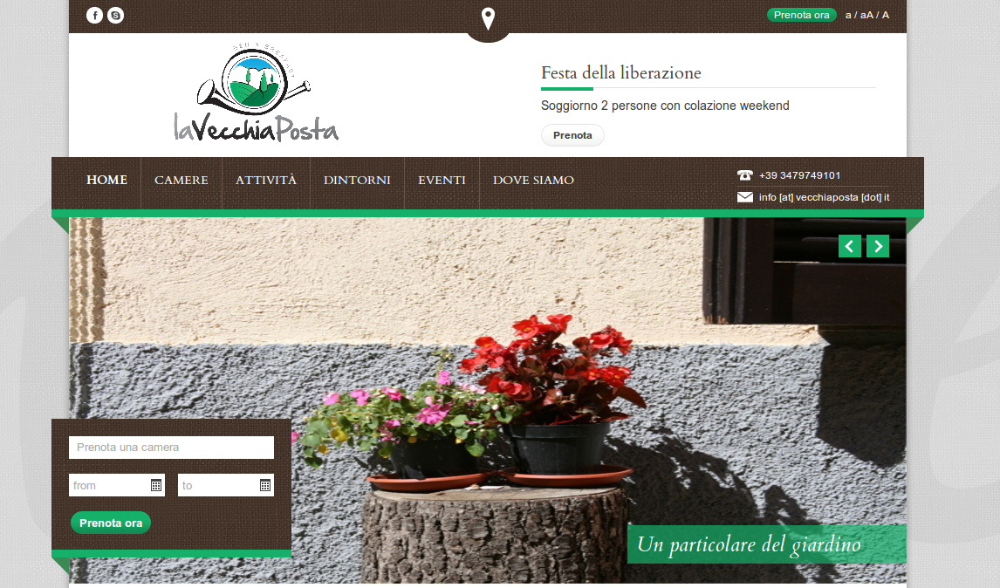 Prenota ora
a / aA / A
BED & BREAKFAST
laVecchiaPosta
Festa della liberazione
Soggiorno 2 persone con colazione weekend
Prenota
HOME
CAMERE
ATTIVITÀ
DINTORNI
EVENTI
DOVE SIAMO
+39 3479749101
info [at] vecchiaposta [dot] it
Prenota una camera
from
to
Prenota ora
Un particolare del giardino